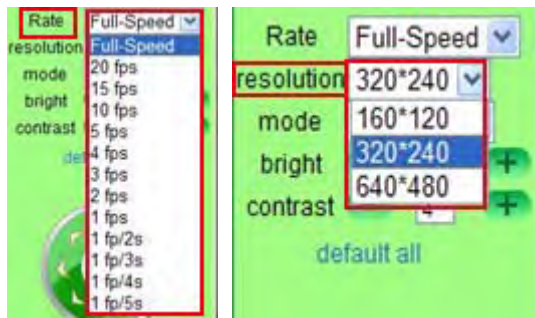 Rate Full-Speed
resolution Full-Speed
mode 20 fps
15 fps
bright 10 fps
contrast 5 fps
4 fps
3 fps
2 fps
1 fps
1 fp/2s
1 fp/3s
1 fp/4s
1 fp/5s
Rate Full-Speed
resolution 320*240
mode 160*120
bright 320*240 +
640*480
contrast +
default all